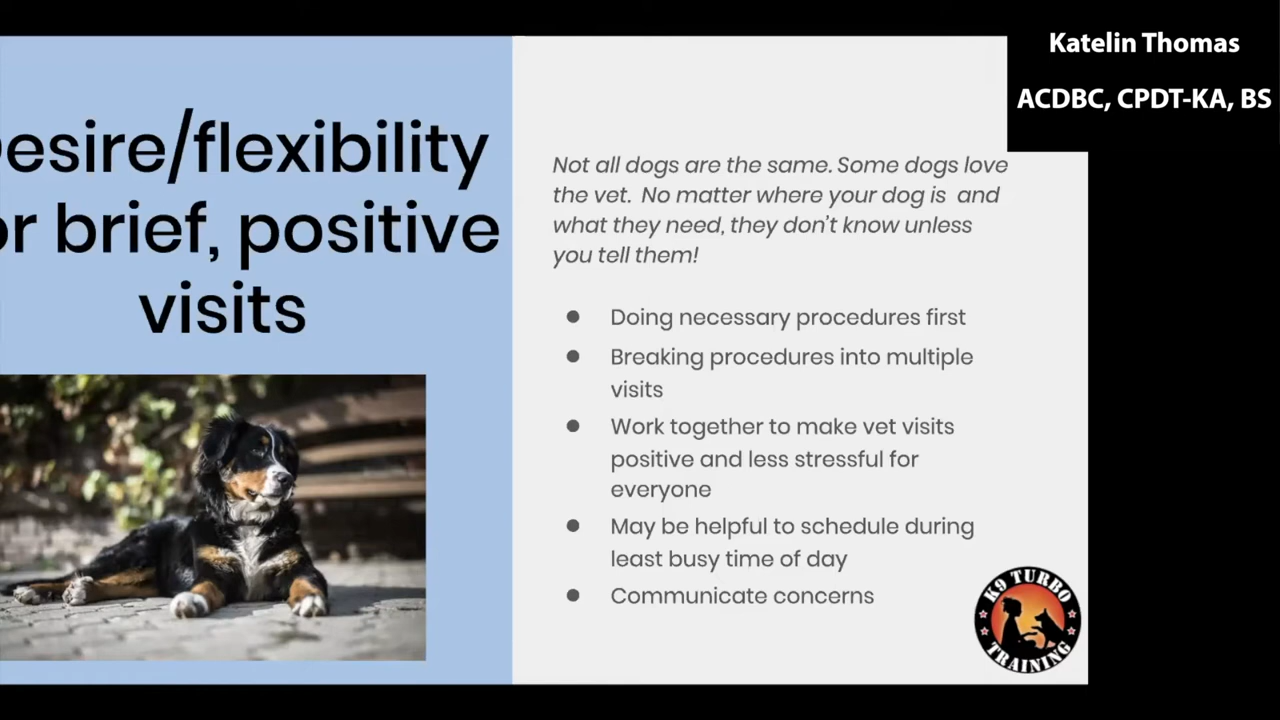 Katelin Thomas
ACDBC, CPDT-KA, BS
esire/flexibility
or brief, positive
visits
Not all dogs are the same. Some dogs love
the vet.  No matter where your dog is  and
what they need, they don't know unless
you tell them!
● Doing necessary procedures first
● Breaking procedures into multiple
visits
● Work together to make vet visits
positive and less stressful for
everyone
● May be helpful to schedule during
least busy time of day
● Communicate concerns
K9 TURBO
TRAINING